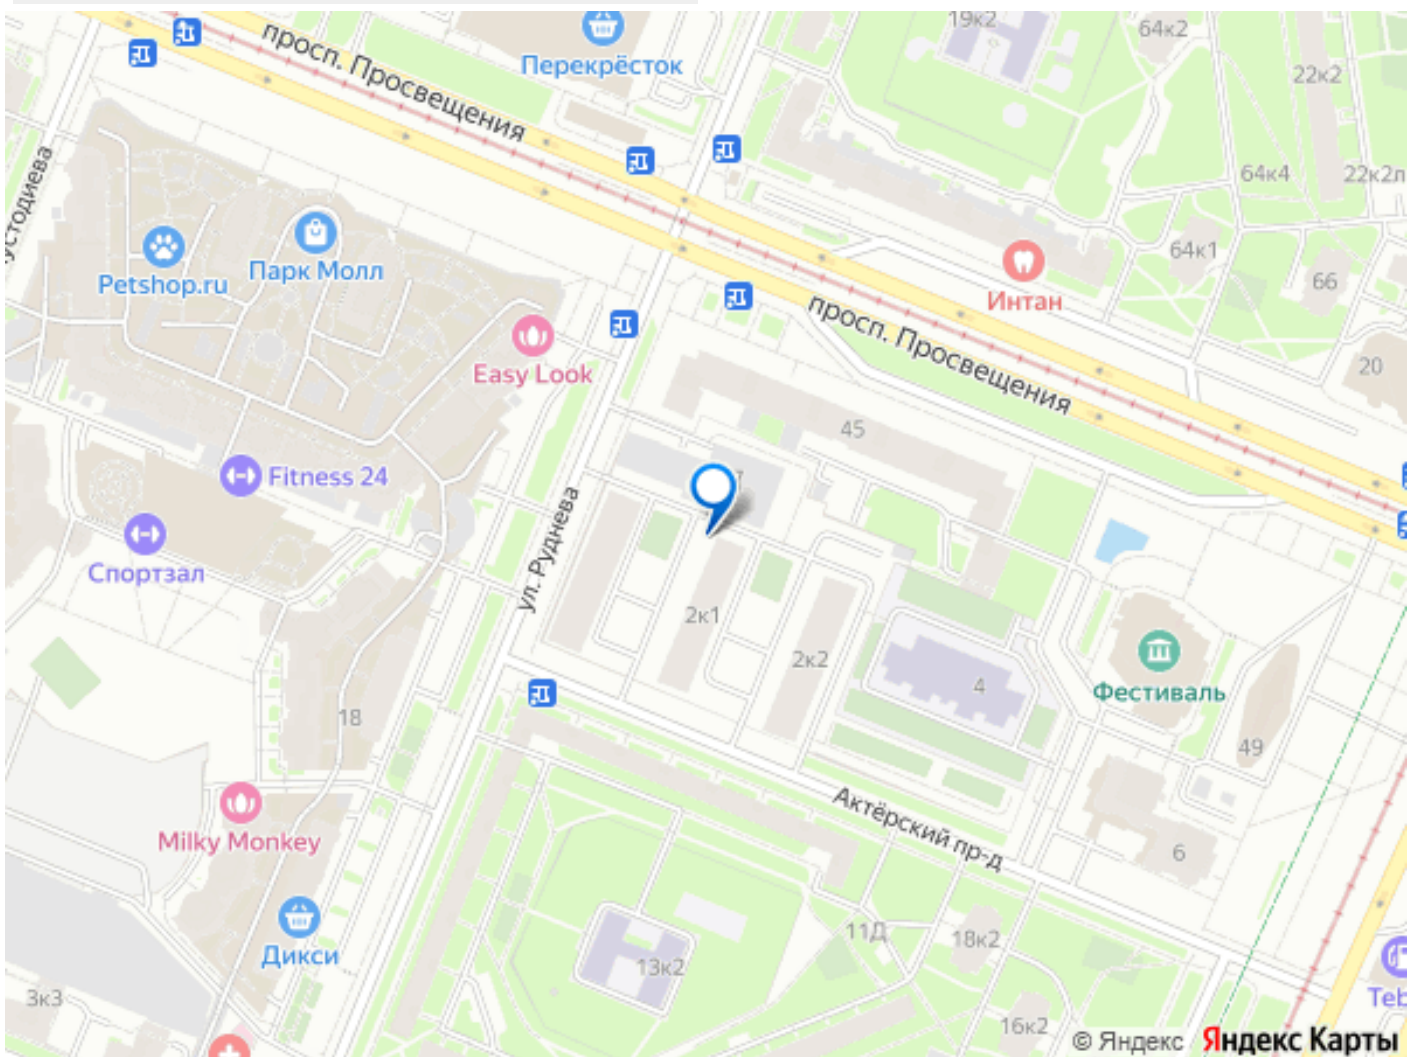 19к2
64к2
просп. Просвещения
Перекрёсток
22к2
64к4
22к2л
Petshop.ru
Парк Молл
64к1
66
Интан
просп. Просвещения
Easy Look
20
45
Fitness 24
ул. Руднева
Спортзал
2к1
2к2
4
Фестиваль
18
49
Актёрский пр-д
Milky Monkey
6
11Д
18к2
Дикси
13к2
3к3
16к2
Teb
© Яндекс Яндекс Карты